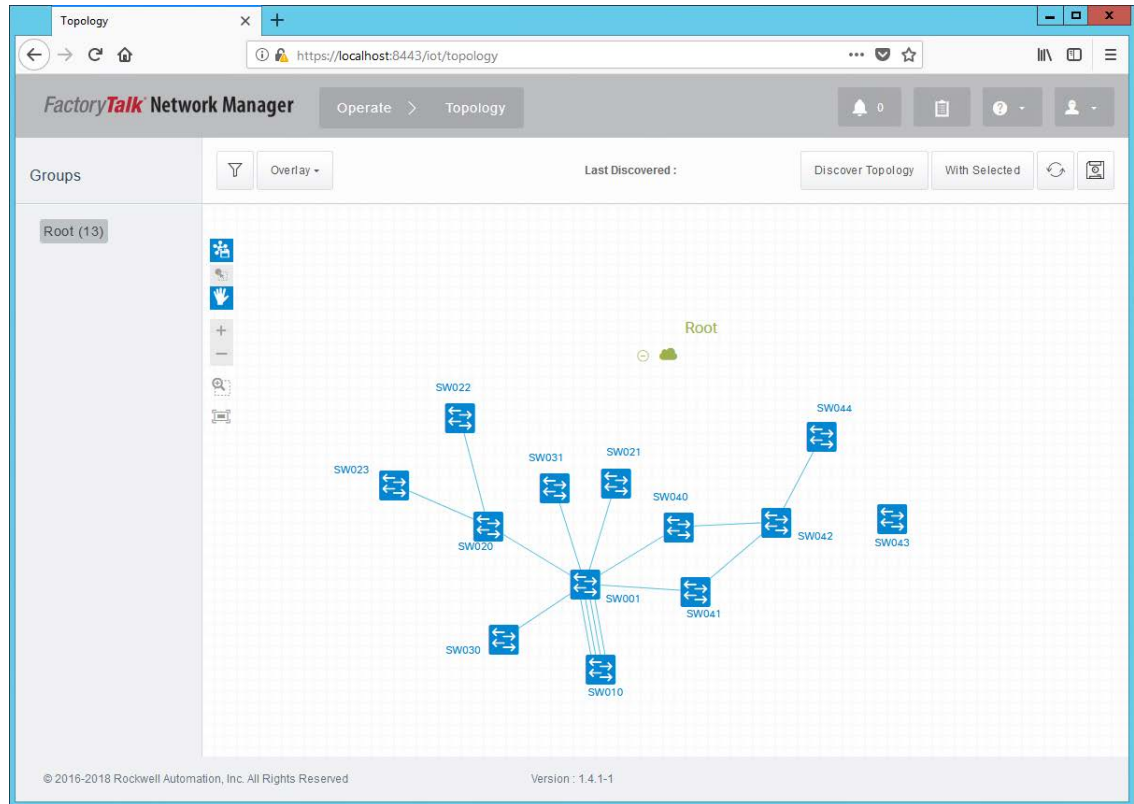 Topology
https://localhost:8443/iot/topology
FactoryTalk Network Manager
Operate > Topology
0
Groups
Overlay
Last Discovered :
Discover Topology
With Selected
Root (13)
Root
SW022
SW044
SW031
SW021
SW023
SW040
SW020
SW042
SW043
SW001
SW041
SW030
SW010
© 2016-2018 Rockwell Automation, Inc. All Rights Reserved
Version : 1.4.1-1